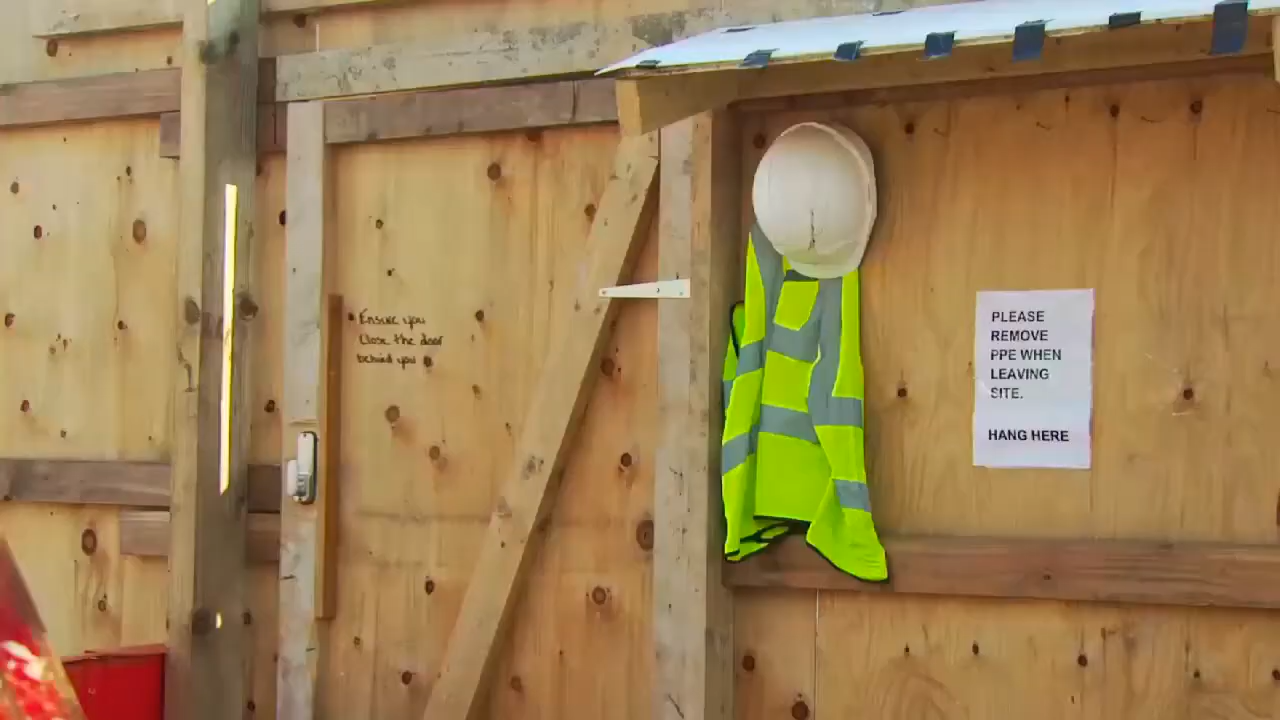 Ensure you
Close the door
behind you
PLEASE
REMOVE
PPE WHEN
LEAVING
SITE.
HANG HERE